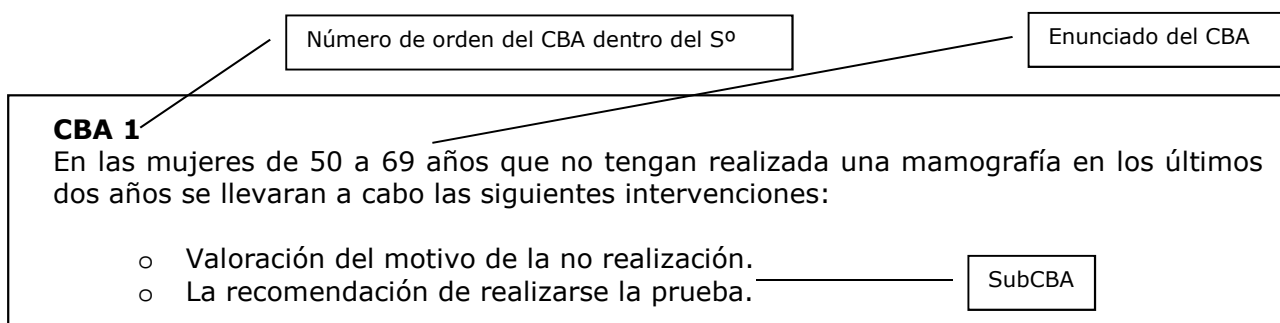 Número de orden del CBA dentro del Sº
Enunciado del CBA
CBA 1
En las mujeres de 50 a 69 años que no tengan realizada una mamografía en los últimos
dos años se llevaran a cabo las siguientes intervenciones:
o Valoración del motivo de la no realización.
o La recomendación de realizarse la prueba.
SubCBA